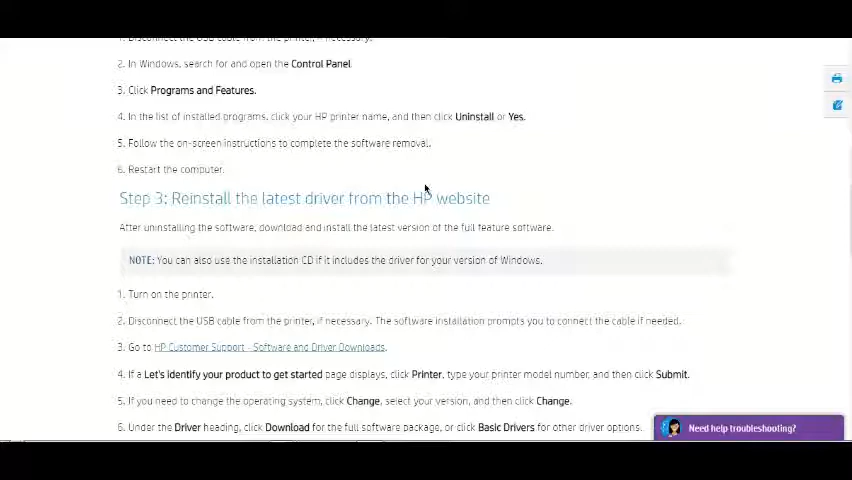 1. Disconnect the USB cable from the printer, if necessary.
2. In Windows, search for and open the Control Panel.
3. Click Programs and Features.
4. In the list of installed programs, click your HP printer name, and then click Uninstall or Yes.
5. Follow the on-screen instructions to complete the software removal.
6. Restart the computer.
Step 3: Reinstall the latest driver from the HP website
After uninstalling the software, download and install the latest version of the full feature software.
NOTE: You can also use the installation CD if it includes the driver for your version of Windows.
1. Turn on the printer.
2. Disconnect the USB cable from the printer, if necessary. The software installation prompts you to connect the cable if needed.
3. Go to HP Customer Support - Software and Driver Downloads.
4. If a Let's identify your product to get started page displays, click Printer, type your printer model number, and then click Submit.
5. If you need to change the operating system, click Change, select your version, and then click Change.
6. Under the Driver heading, click Download for the full software package, or click Basic Drivers for other driver options.
Need help troubleshooting?